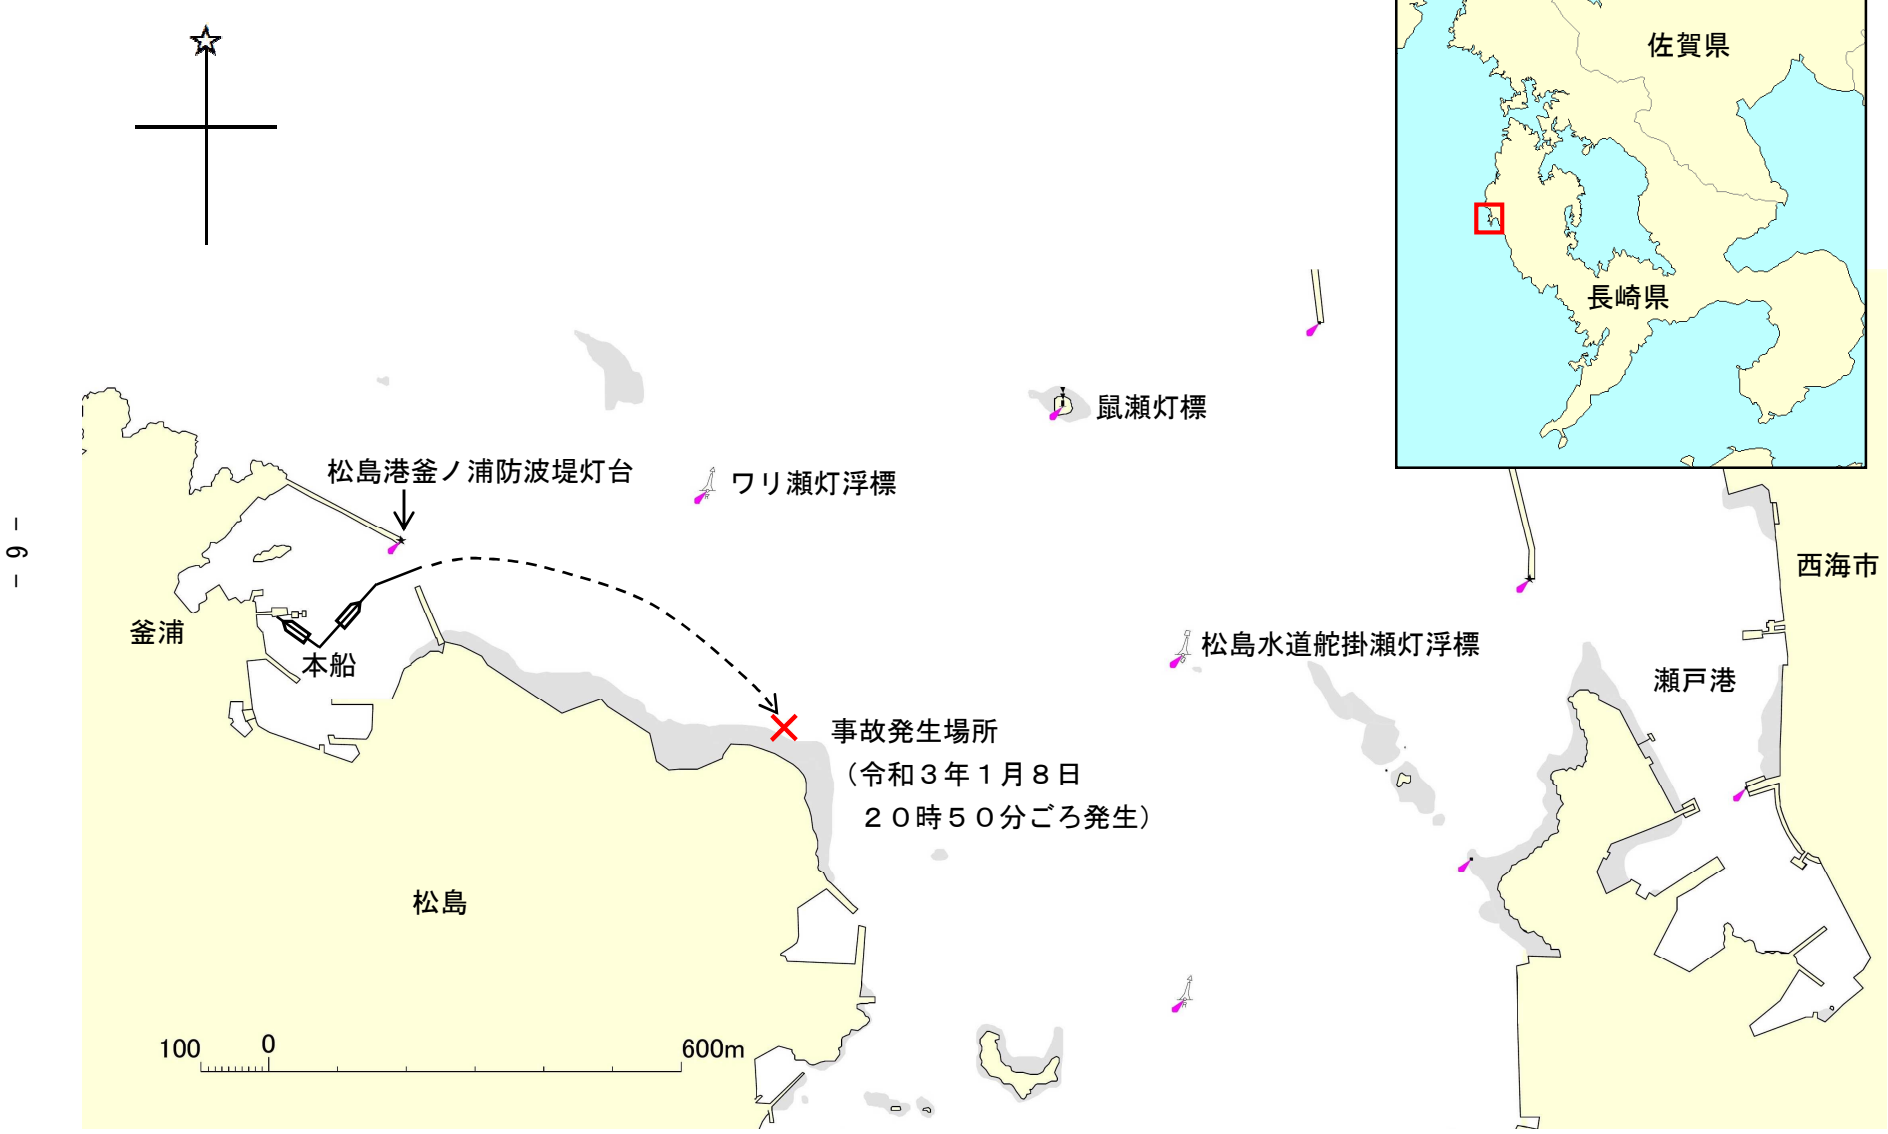 佐賀県
長崎県
鼠瀬灯標
松島港釜ノ浦防波堤灯台
ワリ瀬灯浮標
西海市
釜浦
本船
松島水道舵掛瀬灯浮標
瀬戸港
事故発生場所
（令和３年１月８日
２０時５０分ごろ発生）
松島
100 0 600m
- 6 -